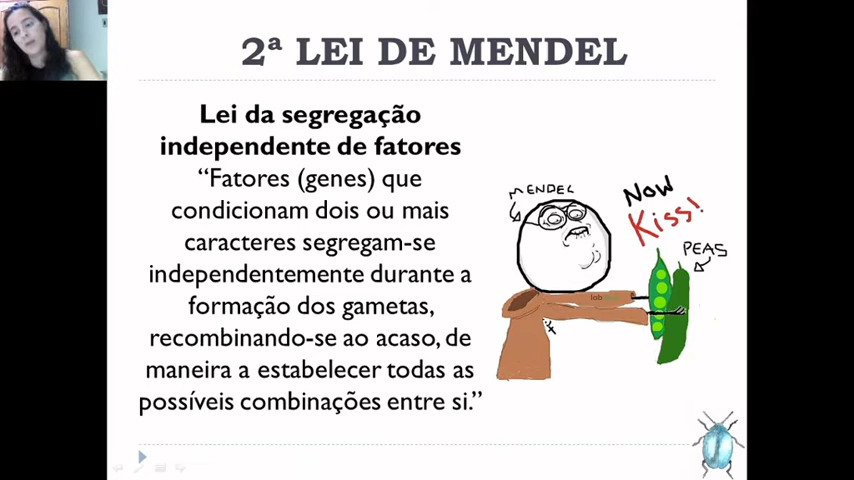 2ª LEI DE MENDEL
Lei da segregação
independente de fatores
“Fatores (genes) que
condicionam dois ou mais
caracteres segregam-se
independentemente durante a
formação dos gametas,
recombinando-se ao acaso, de
maneira a estabelecer todas as
possíveis combinações entre si.”
MENDEL
NOW
Kiss!
PEAS